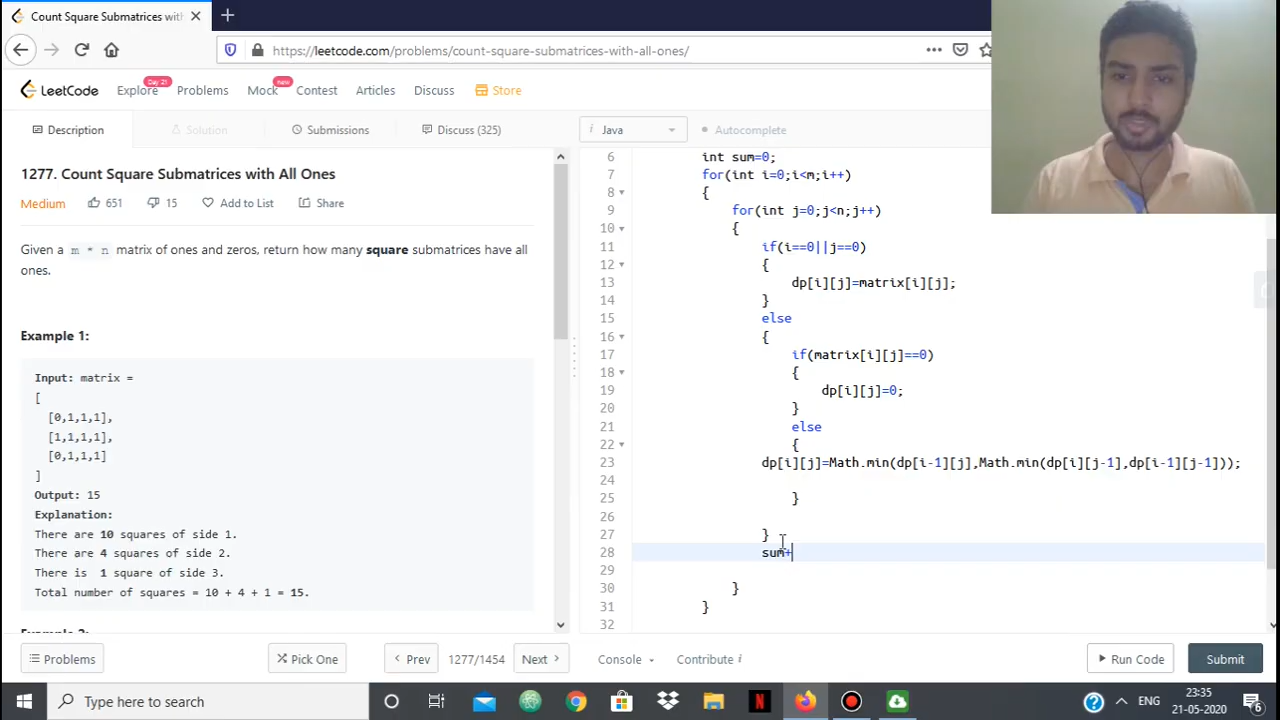 Count Square Submatrices with
https://leetcode.com/problems/count-square-submatrices-with-all-ones/
LeetCode
Explore
Day 21
Problems
Mock
new
Contest
Articles
Discuss
Store
Description
Solution
Submissions
Discuss (325)
i Java
Autocomplete
1277. Count Square Submatrices with All Ones
Medium
651
15
Add to List
Share
Given a m * n matrix of ones and zeros, return how many square submatrices have all
ones.
Example 1:
Input: matrix =
[
[0,1,1,1],
[1,1,1,1],
[0,1,1,1]
]
Output: 15
Explanation:
There are 10 squares of side 1.
There are 4 squares of side 2.
There is 1 square of side 3.
Total number of squares = 10 + 4 + 1 = 15.
6 int sum=0;
7 for(int i=0;i<m;i++)
8 {
9 for(int j=0;j<n;j++)
10 {
11 if(i==0||j==0)
12 {
13 dp[i][j]=matrix[i][j];
14 }
15 else
16 {
17 if(matrix[i][j]==0)
18 {
19 dp[i][j]=0;
20 }
21 else
22 {
23 dp[i][j]=Math.min(dp[i-1][j],Math.min(dp[i][j-1],dp[i-1][j-1]));
24
25 }
26
27 }
28 sum+
29
30 }
31 }
32
Problems
Pick One
Prev
1277/1454
Next
Console
Contribute i
Run Code
Submit
Type here to search
ENG
23:35
21-05-2020
6